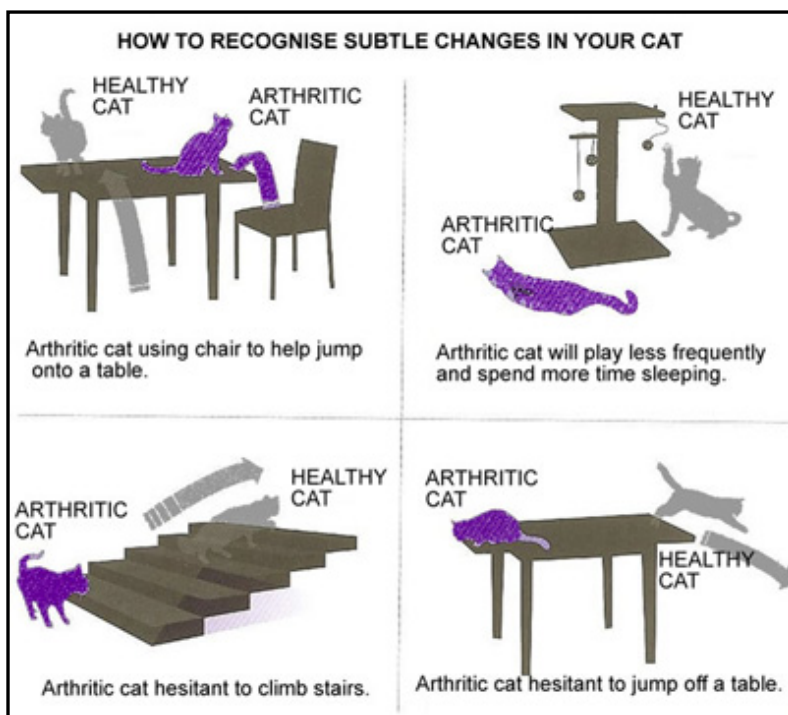 HOW TO RECOGNISE SUBTLE CHANGES IN YOUR CAT
HEALTHY
CAT
ARTHRITIC
CAT
Arthritic cat using chair to help jump
onto a table.
HEALTHY
CAT
ARTHRITIC
CAT
Arthritic cat will play less frequently
and spend more time sleeping.
ARTHRITIC
CAT
HEALTHY
CAT
Arthritic cat hesitant to climb stairs.
ARTHRITIC
CAT
HEALTHY
CAT
Arthritic cat hesitant to jump off a table.